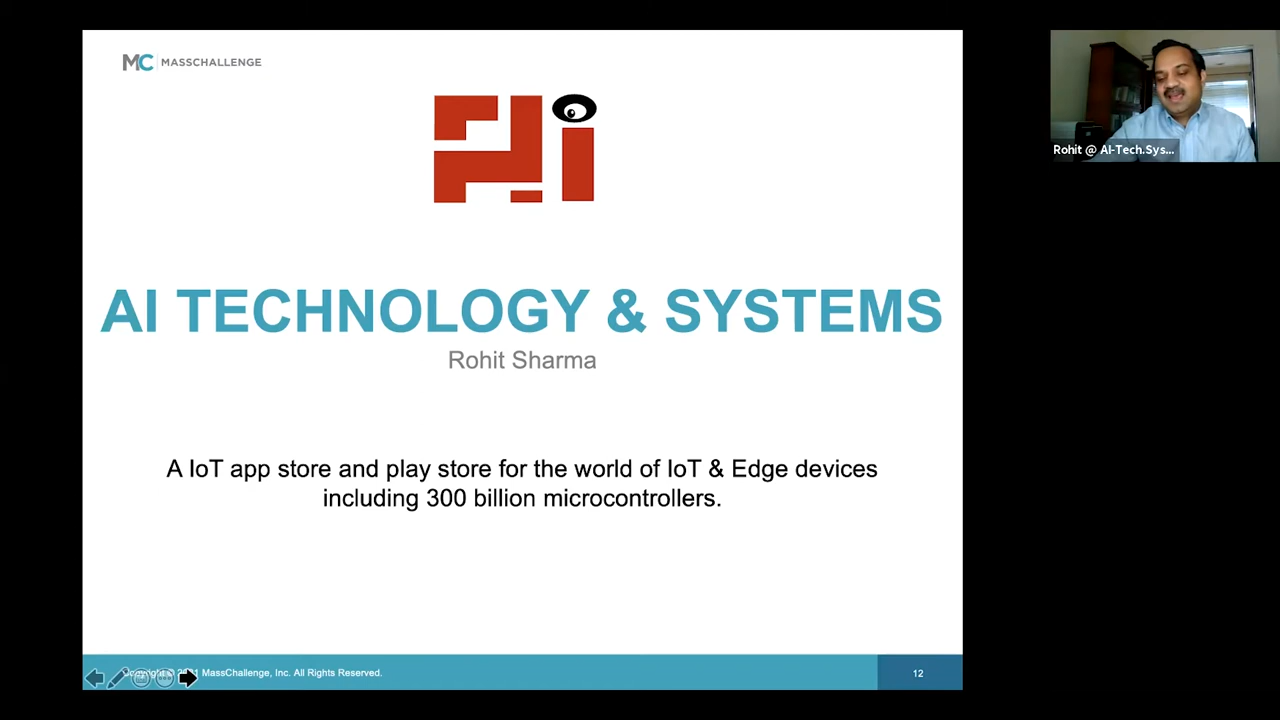 MC MASSCHALLENGE
Rohit @ AI-Tech.Sys...
AI TECHNOLOGY & SYSTEMS
Rohit Sharma
A IoT app store and play store for the world of IoT & Edge devices
including 300 billion microcontrollers.
MassChallenge, Inc. All Rights Reserved.
12